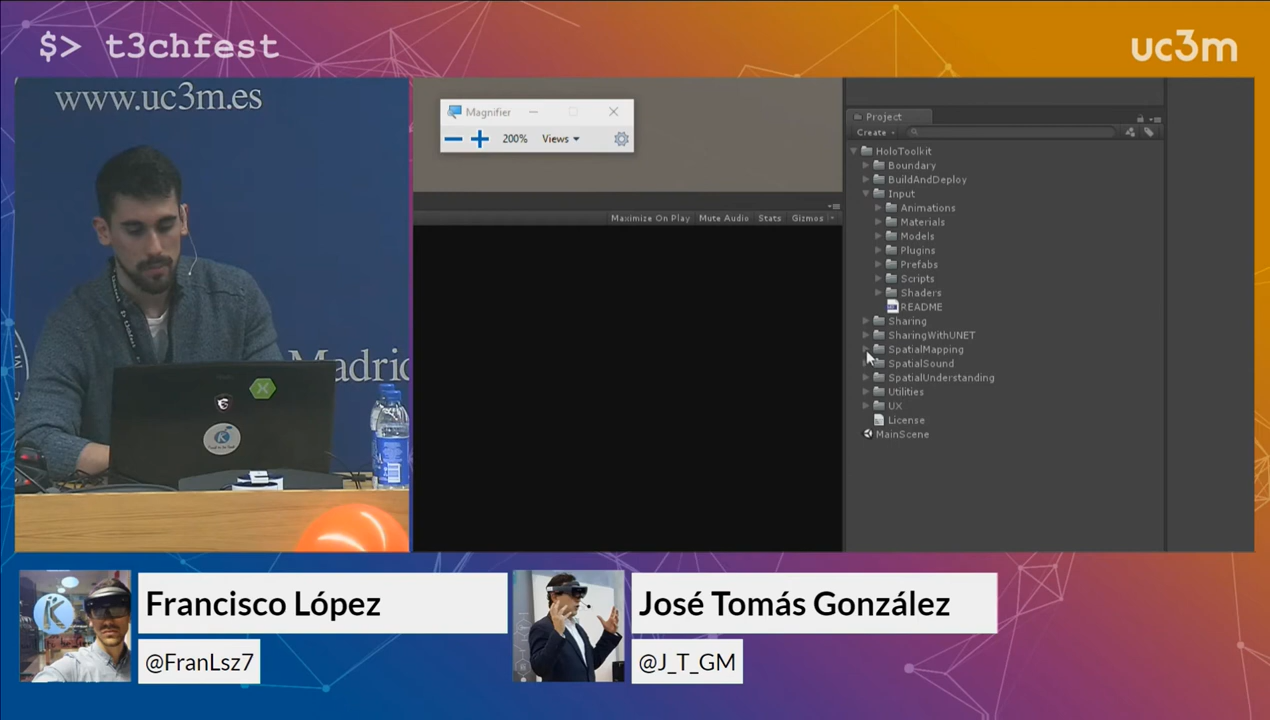 $> t3chfest
uc3m
www.uc3m.es
Madrid
Magnifier
200%
Views
Maximize On Play
Mute Audio
Stats
Gizmos
Project
Create
HoloToolkit
Boundary
BuildAndDeploy
Input
Animations
Materials
Models
Plugins
Prefabs
Scripts
Shaders
README
Sharing
SharingWithUNET
SpatialMapping
SpatialSound
SpatialUnderstanding
Utilities
UX
License
MainScene
Francisco López
@FranLsz7
José Tomás González
@J_T_GM